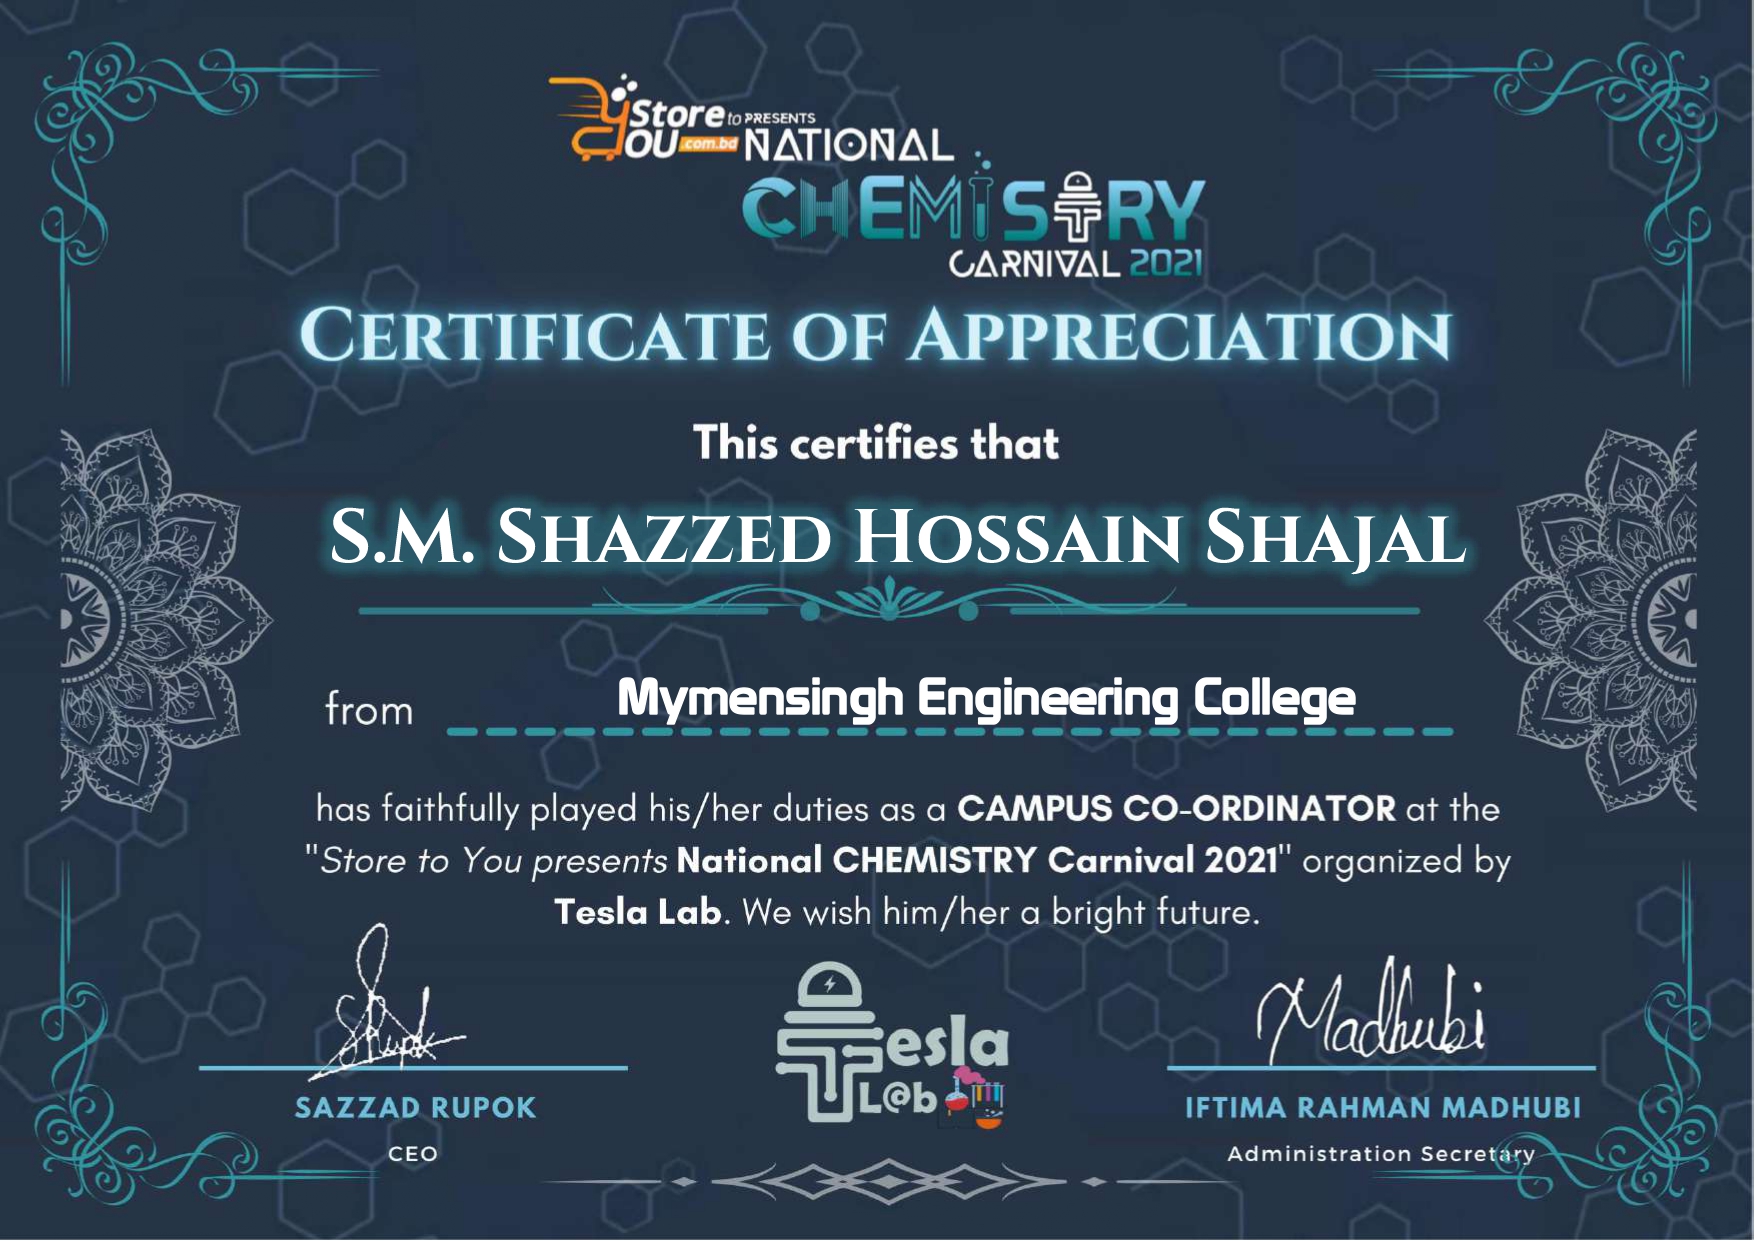 Store to PRESENTS
YOU .com.bd NATIONAL
CHEMISTRY
CARNIVAL 2021
CERTIFICATE OF APPRECIATION
This certifies that
S.M. SHAZZED HOSSAIN SHAJAL
from Mymensingh Engineering College
has faithfully played his/her duties as a CAMPUS CO-ORDINATOR at the
"Store to You presents National CHEMISTRY Carnival 2021" organized by
Tesla Lab. We wish him/her a bright future.
Shupok
Madhubi
Tesla
L@b
SAZZAD RUPOK
CEO
IFTIMA RAHMAN MADHUBI
Administration Secretary